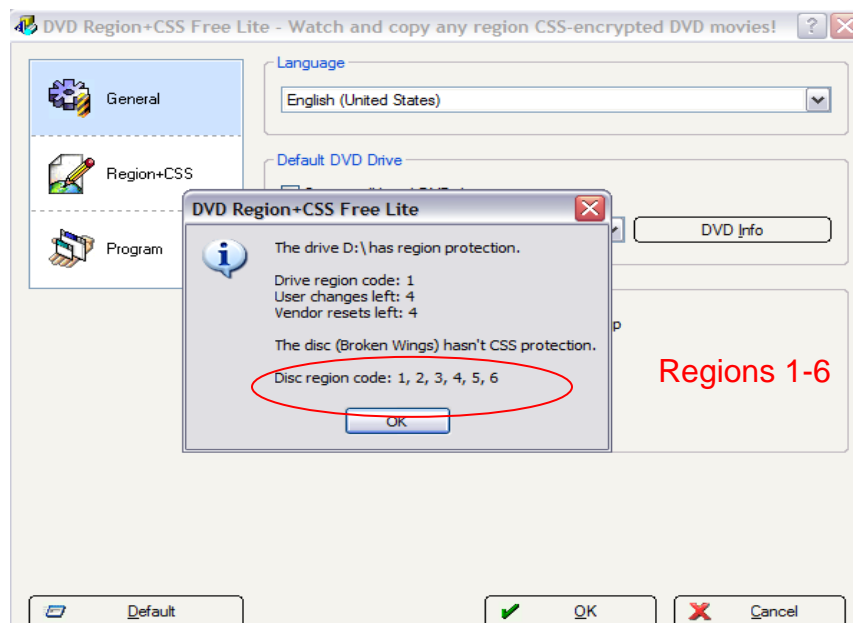 DVD Region+CSS Free Lite - Watch and copy any region CSS-encrypted DVD movies!
Language
General
English (United States)
Default DVD Drive
Region+CSS
DVD Region+CSS Free Lite
DVD Info
Program
The drive D:\ has region protection.
Drive region code: 1
User changes left: 4
Vendor resets left: 4
The disc (Broken Wings) hasn't CSS protection.
Disc region code: 1, 2, 3, 4, 5, 6
Regions 1-6
OK
Default
OK
Cancel